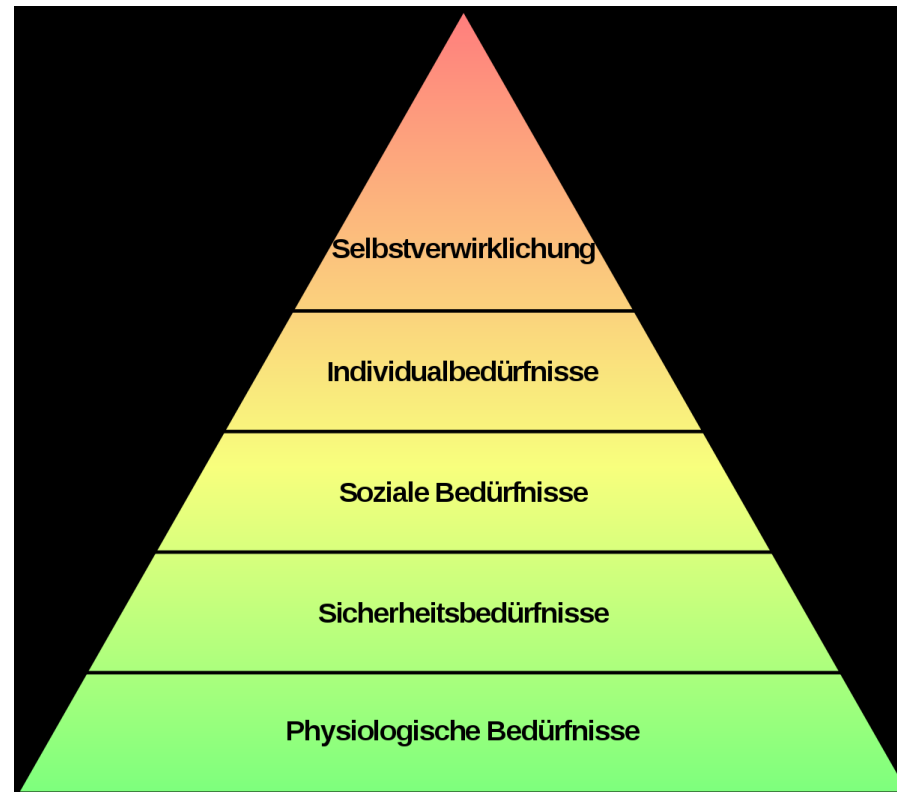 Selbstverwirklichung
Individualbedürfnisse
Soziale Bedürfnisse
Sicherheitsbedürfnisse
Physiologische Bedürfnisse